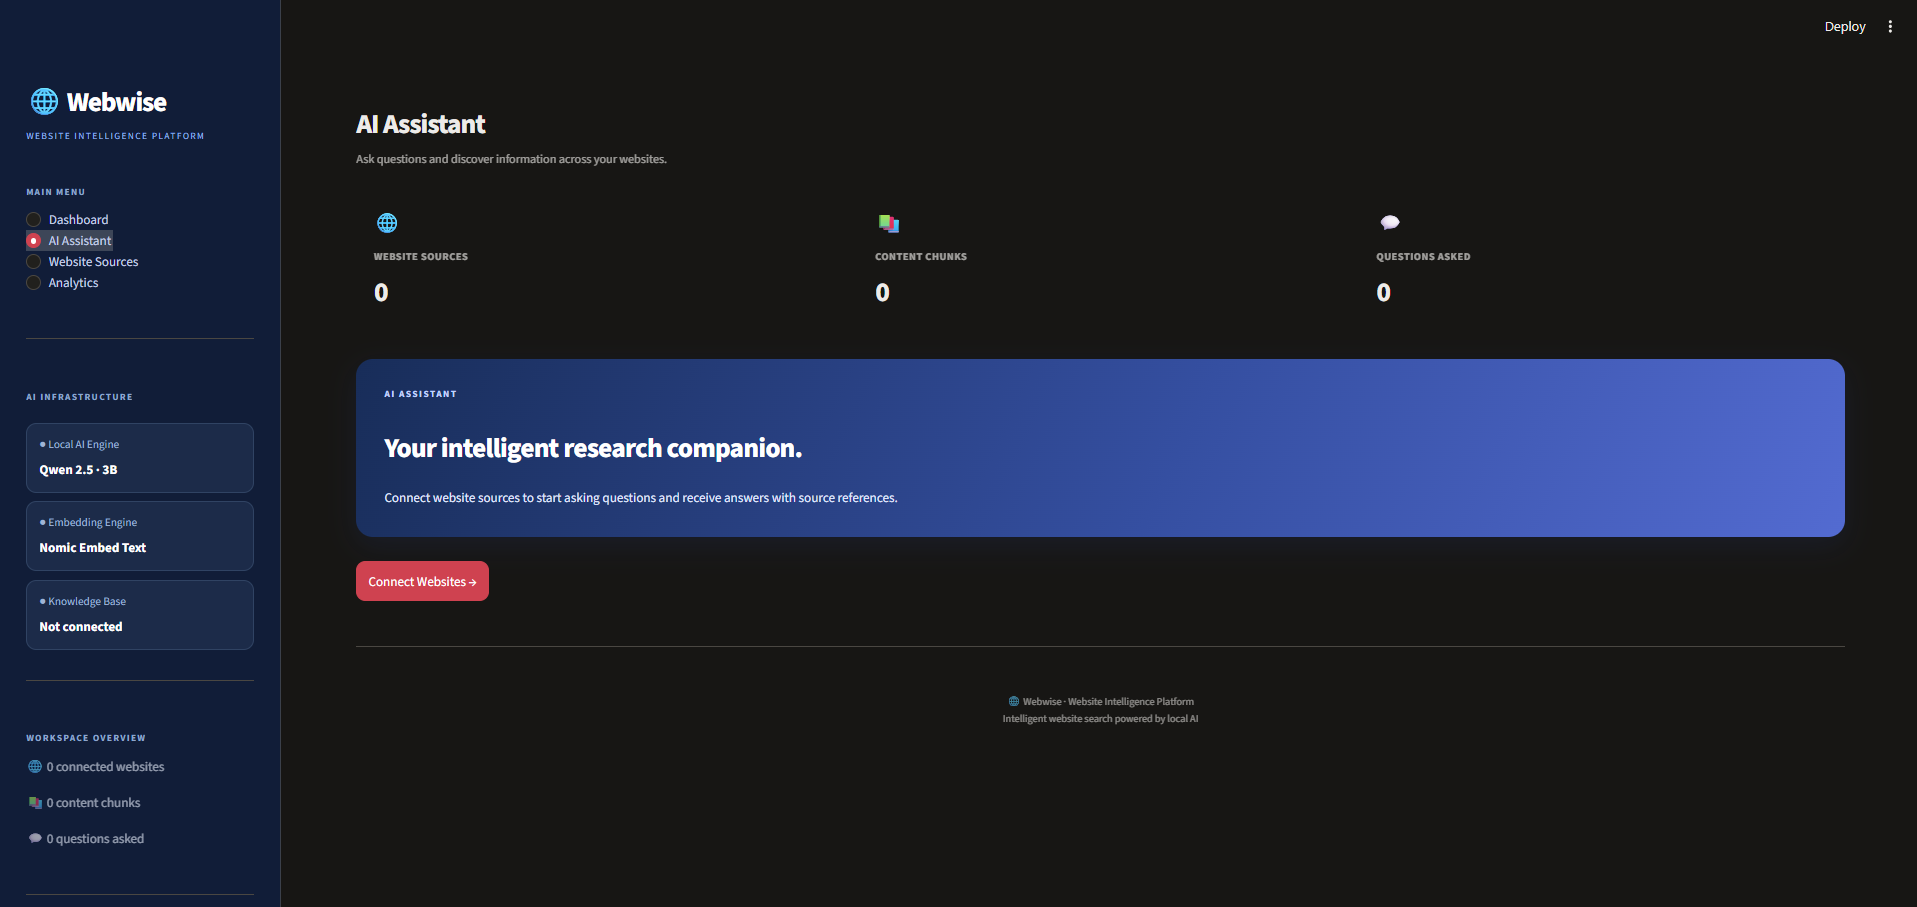 Deploy
Webwise
WEBSITE INTELLIGENCE PLATFORM
MAIN MENU
Dashboard
AI Assistant
Website Sources
Analytics
AI INFRASTRUCTURE
Local AI Engine
Qwen 2.5 · 3B
Embedding Engine
Nomic Embed Text
Knowledge Base
Not connected
WORKSPACE OVERVIEW
0 connected websites
0 content chunks
0 questions asked
AI Assistant
Ask questions and discover information across your websites.
WEBSITE SOURCES
0
CONTENT CHUNKS
0
QUESTIONS ASKED
0
AI ASSISTANT
Your intelligent research companion.
Connect website sources to start asking questions and receive answers with source references.
Connect Websites →
Webwise · Website Intelligence Platform
Intelligent website search powered by local AI